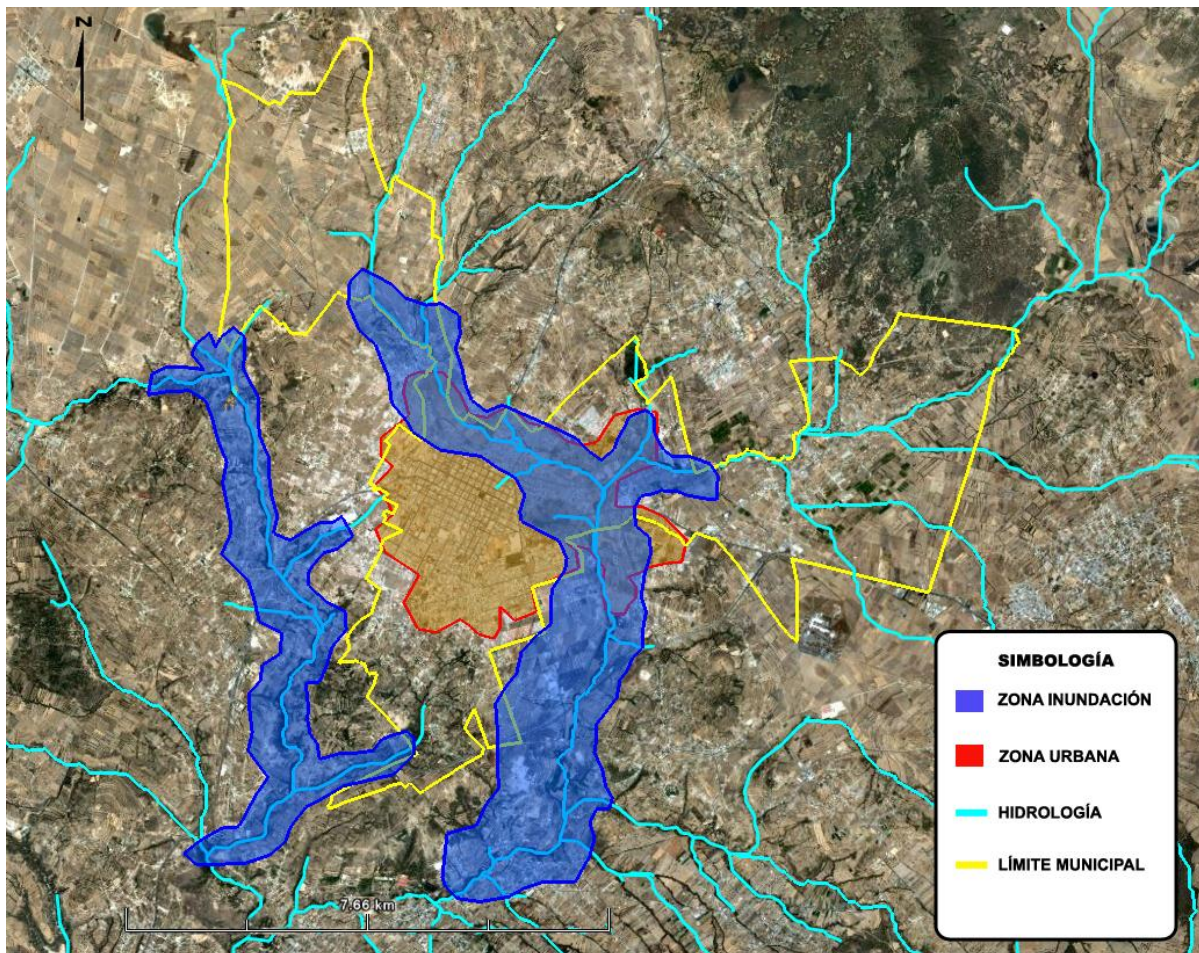 N
SIMBOLOGÍA
ZONA INUNDACIÓN
ZONA URBANA
HIDROLOGÍA
LÍMITE MUNICIPAL
7.66 km